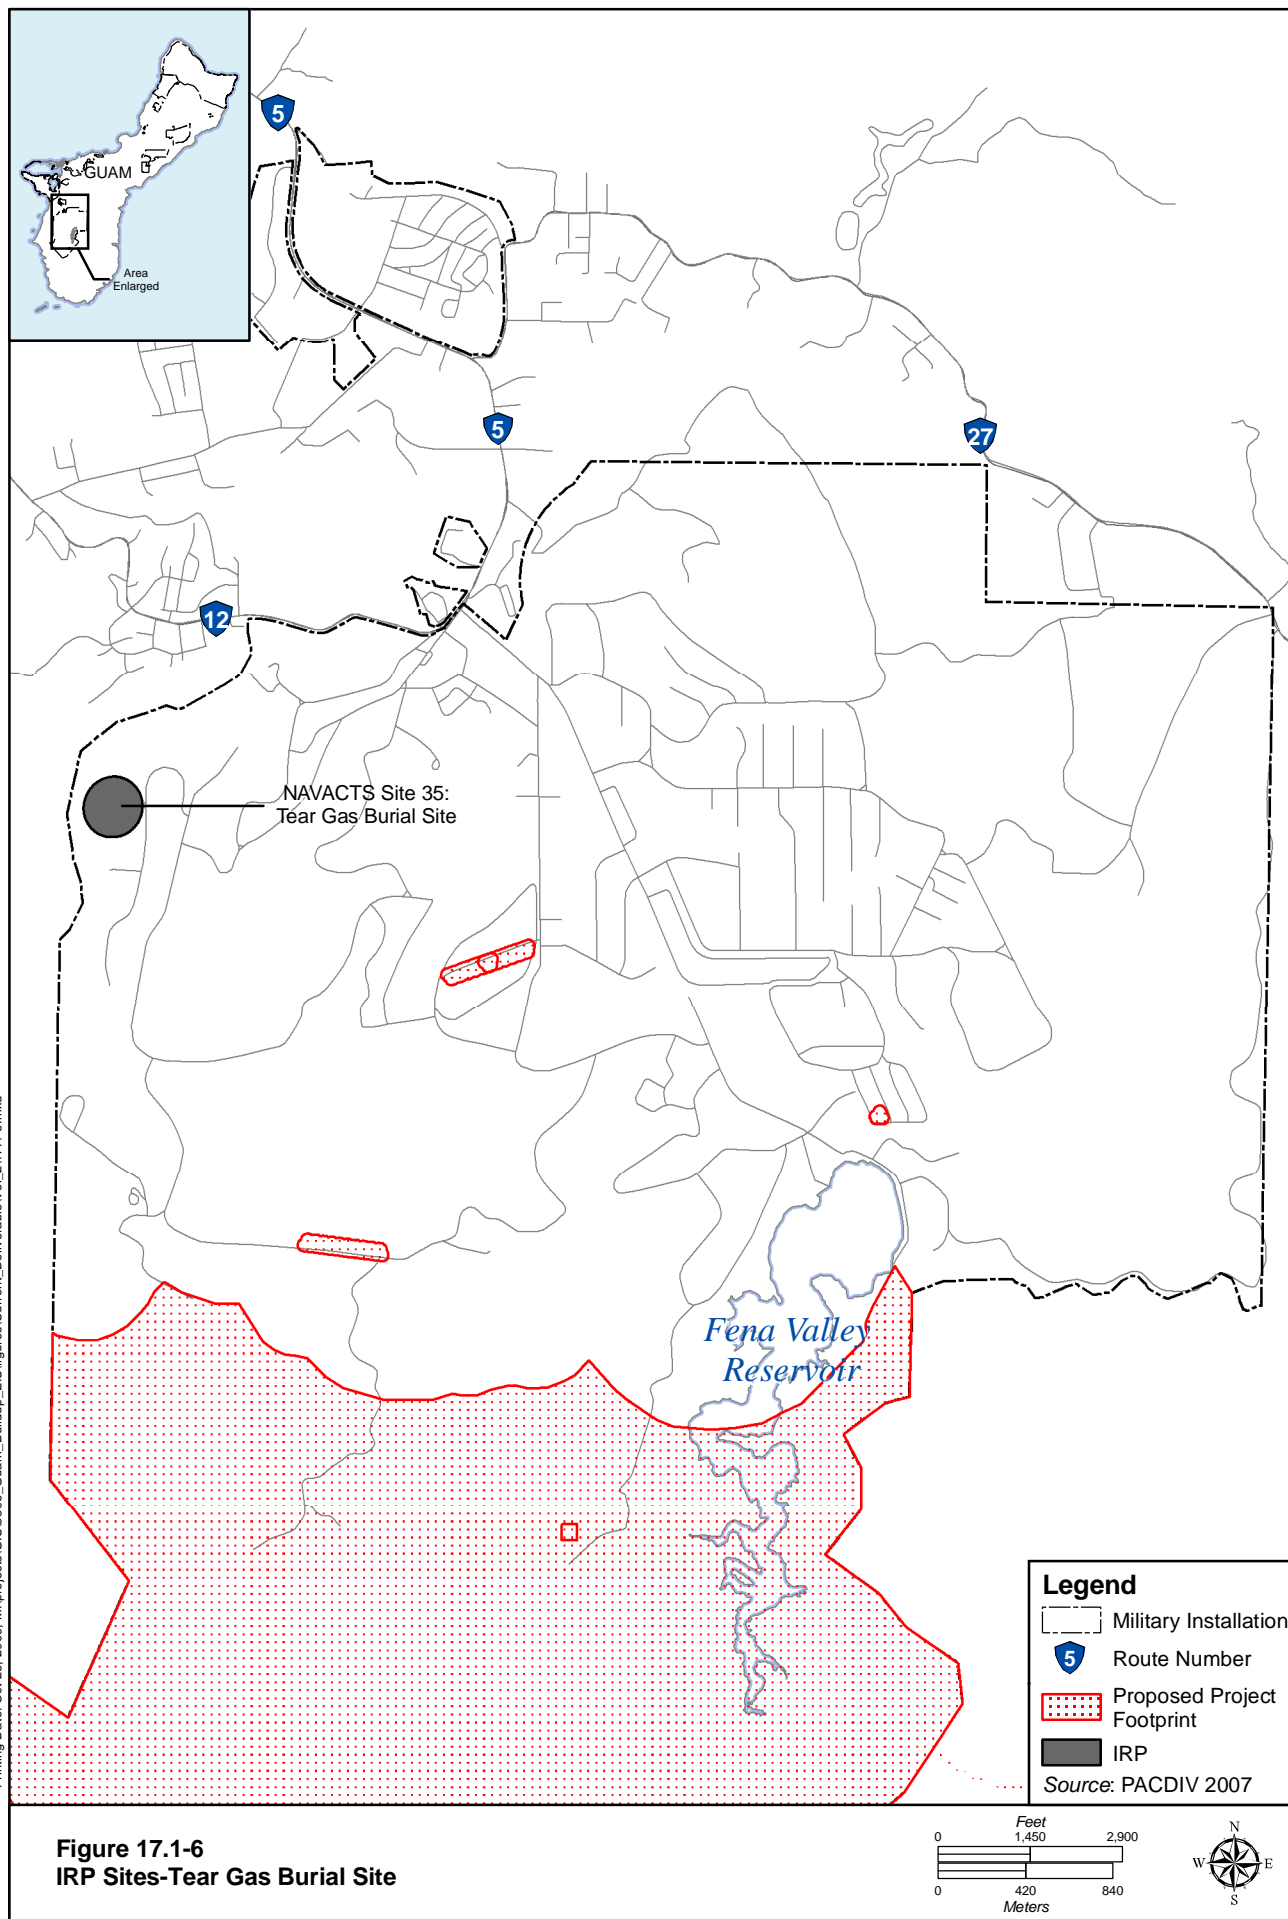 GUAM
Area
Enlarged
5
5
27
12
NAVACTS Site 35:
Tear Gas Burial Site
Fena Valley
Reservoir
Legend
Military Installation
5
Route Number
Proposed Project
Footprint
IRP
Source: PACDIV 2007
Figure 17.1-6
IRP Sites-Tear Gas Burial Site
Feet
0 1,450 2,900
0 420 840
Meters
N
W E
S